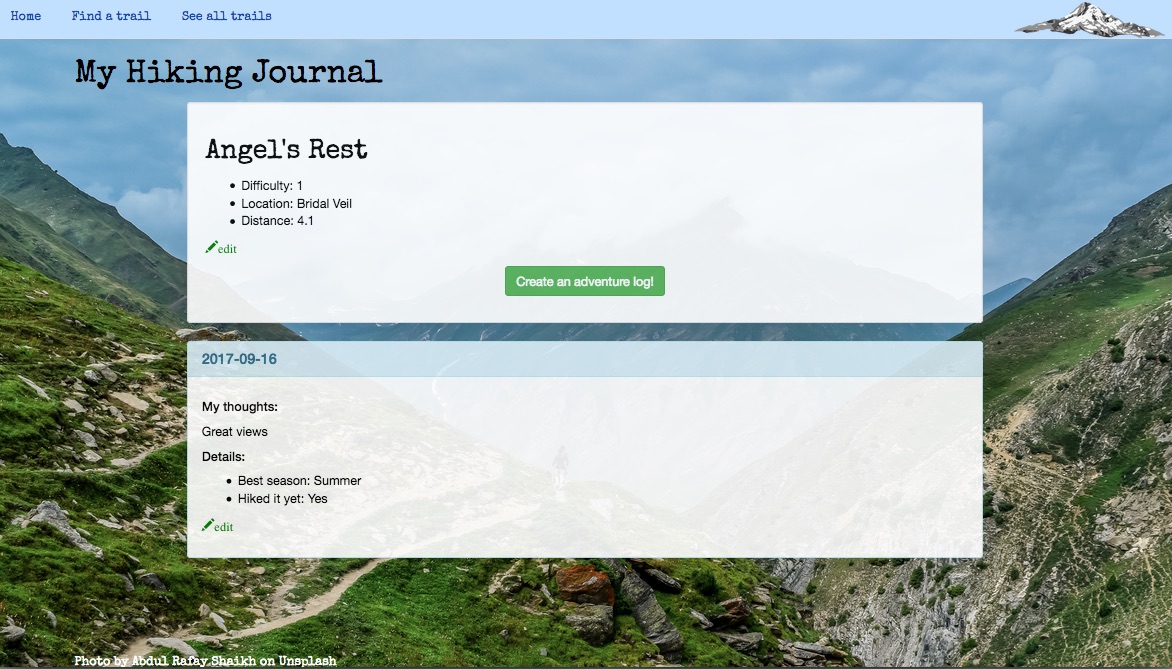 Home Find a trail See all trails
My Hiking Journal
Angel's Rest
Difficulty: 1
Location: Bridal Veil
Distance: 4.1
edit
Create an adventure log!
2017-09-16
My thoughts:
Great views
Details:
Best season: Summer
Hiked it yet: Yes
edit
Photo by Abdul Rafay Shaikh on Unsplash